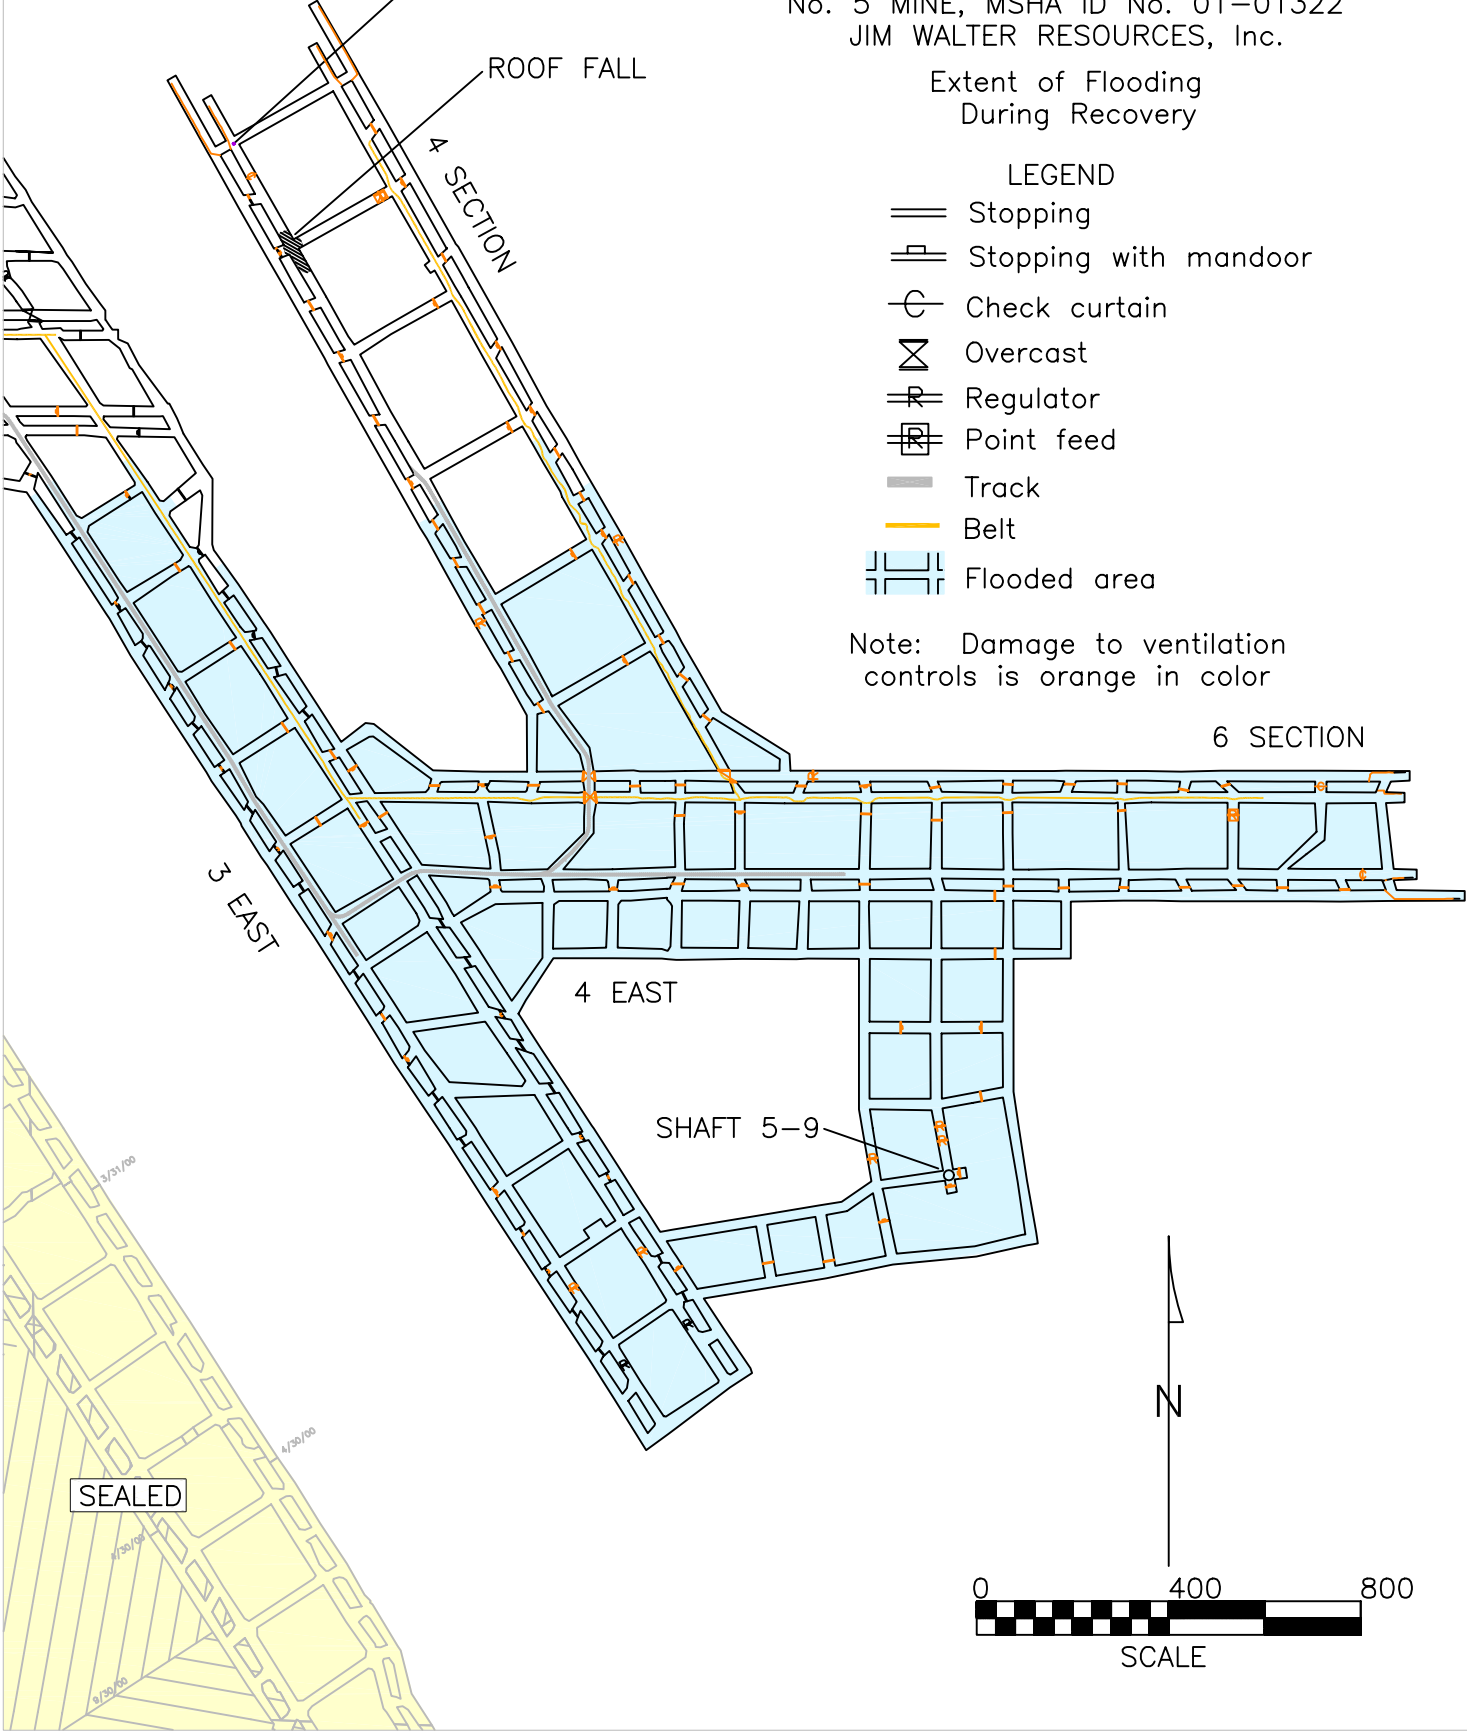 No. 5 MINE, MSHA ID No. 01-01322
JIM WALTER RESOURCES, Inc.
Extent of Flooding
During Recovery
ROOF FALL
4 SECTION
LEGEND
Stopping
Stopping with mandoor
C Check curtain
Overcast
R Regulator
R Point feed
Track
Belt
Flooded area
Note: Damage to ventilation
controls is orange in color
6 SECTION
3 EAST
4 EAST
SHAFT 5-9
3/31/00
4/30/00
SEALED
9/30/00
N
0 400 800
SCALE